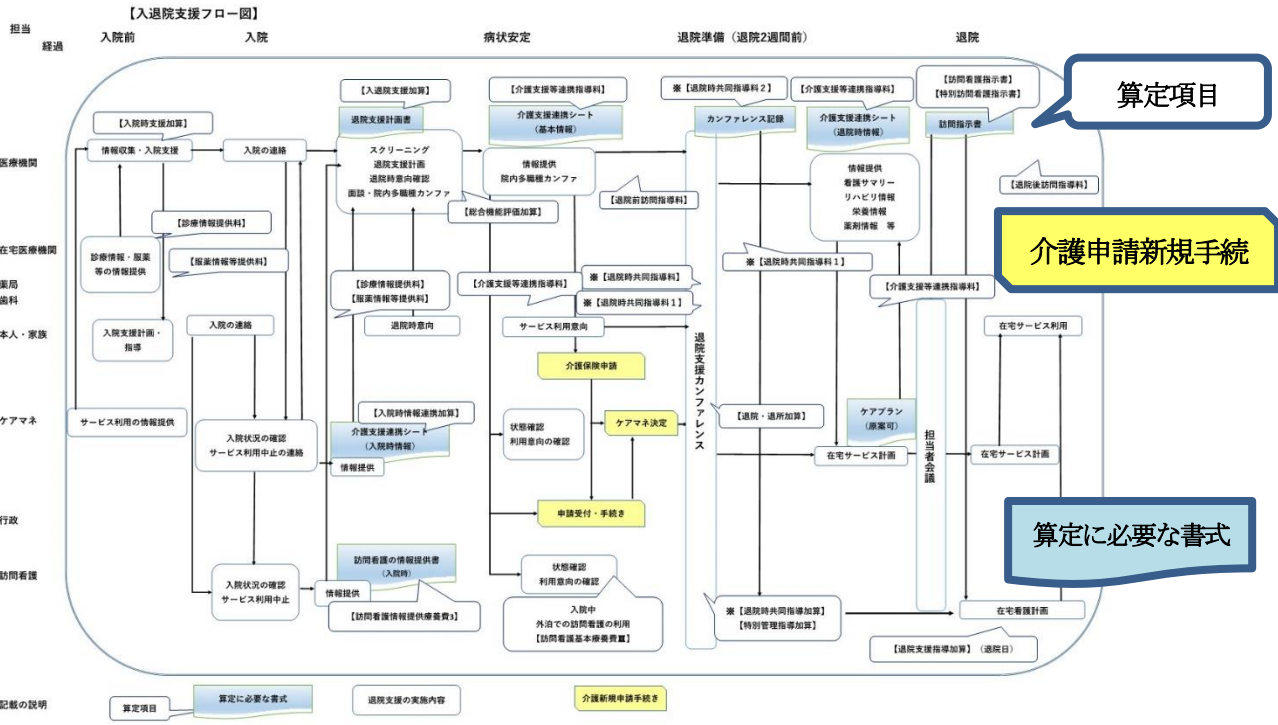 【入退院支援フロー図】
担当
経過
入院前
入院
病状安定
退院準備（退院2週間前）
退院
【入退院支援加算】
【介護支援等連携指導料】
※【退院時共同指導料２】
【介護支援等連携指導料】
【訪問看護指示書】
【特別訪問看護指示書】
算定項目
【入院時支援加算】
退院支援計画書
介護支援連携シート
（基本情報）
カンファレンス記録
介護支援連携シート
（退院時情報）
訪問指示書
医療機関
情報収集・入院支援
入院の連絡
スクリーニング
退院支援計画
退院時意向確認
面談・院内多職種カンファ
情報提供
院内多職種カンファ
情報提供
看護サマリー
リハビリ情報
栄養情報
薬剤情報　等
【退院前訪問指導料】
【退院後訪問指導料】
【総合機能評価加算】
【診療情報提供料】
介護申請新規手続
在宅医療機関
診療情報・服薬
等の情報提供
【服薬情報等提供料】
※【退院時共同指導料１】
薬局
歯科
【診療情報提供料】
【服薬情報等提供料】
【介護支援等連携指導料】
※【退院時共同指導料】
※【退院時共同指導料１】
【介護支援等連携指導料】
本人・家族
入院支援計画・
指導
入院の連絡
退院時意向
サービス利用意向
退院支援カンファレンス
在宅サービス利用
介護保険申請
ケアマネ
サービス利用の情報提供
【入院時情報連携加算】
介護支援連携シート
（入院時情報）
情報提供
入院状況の確認
サービス利用中止の連絡
状態確認
利用意向の確認
ケアマネ決定
【退院・退所加算】
ケアプラン
（原案可）
在宅サービス計画
担当者会議
在宅サービス計画
行政
申請受付・手続き
算定に必要な書式
訪問看護
入院状況の確認
サービス利用中止
訪問看護の情報提供書
（入院時）
情報提供
【訪問看護情報提供療養費3】
状態確認
利用意向の確認
入院中
外泊での訪問看護の利用
【訪問看護基本療養費Ⅲ】
※【退院時共同指導加算】
【特別管理指導加算】
在宅看護計画
【退院支援指導加算】（退院日）
記載の説明
算定項目
算定に必要な書式
退院支援の実施内容
介護新規申請手続き